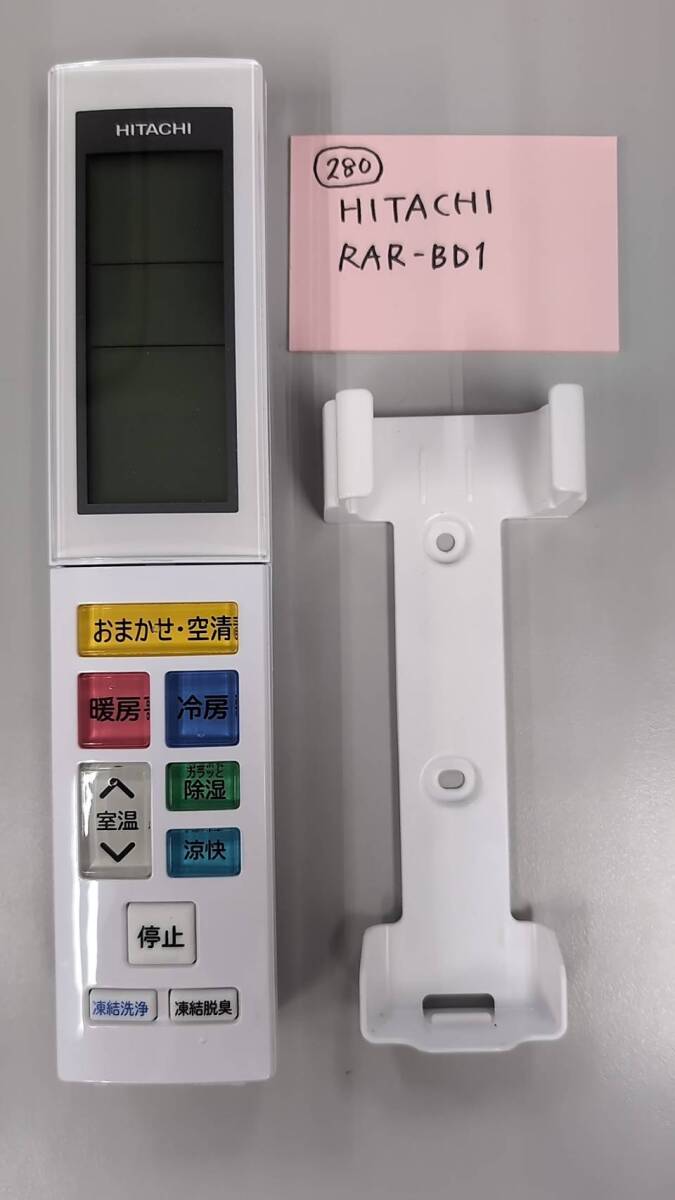 HITACHI
280
HITACHI
RAR-BD1
おまかせ・空清
暖房
冷房
カラッと
除湿
室温
涼快
停止
凍結洗浄
凍結脱臭